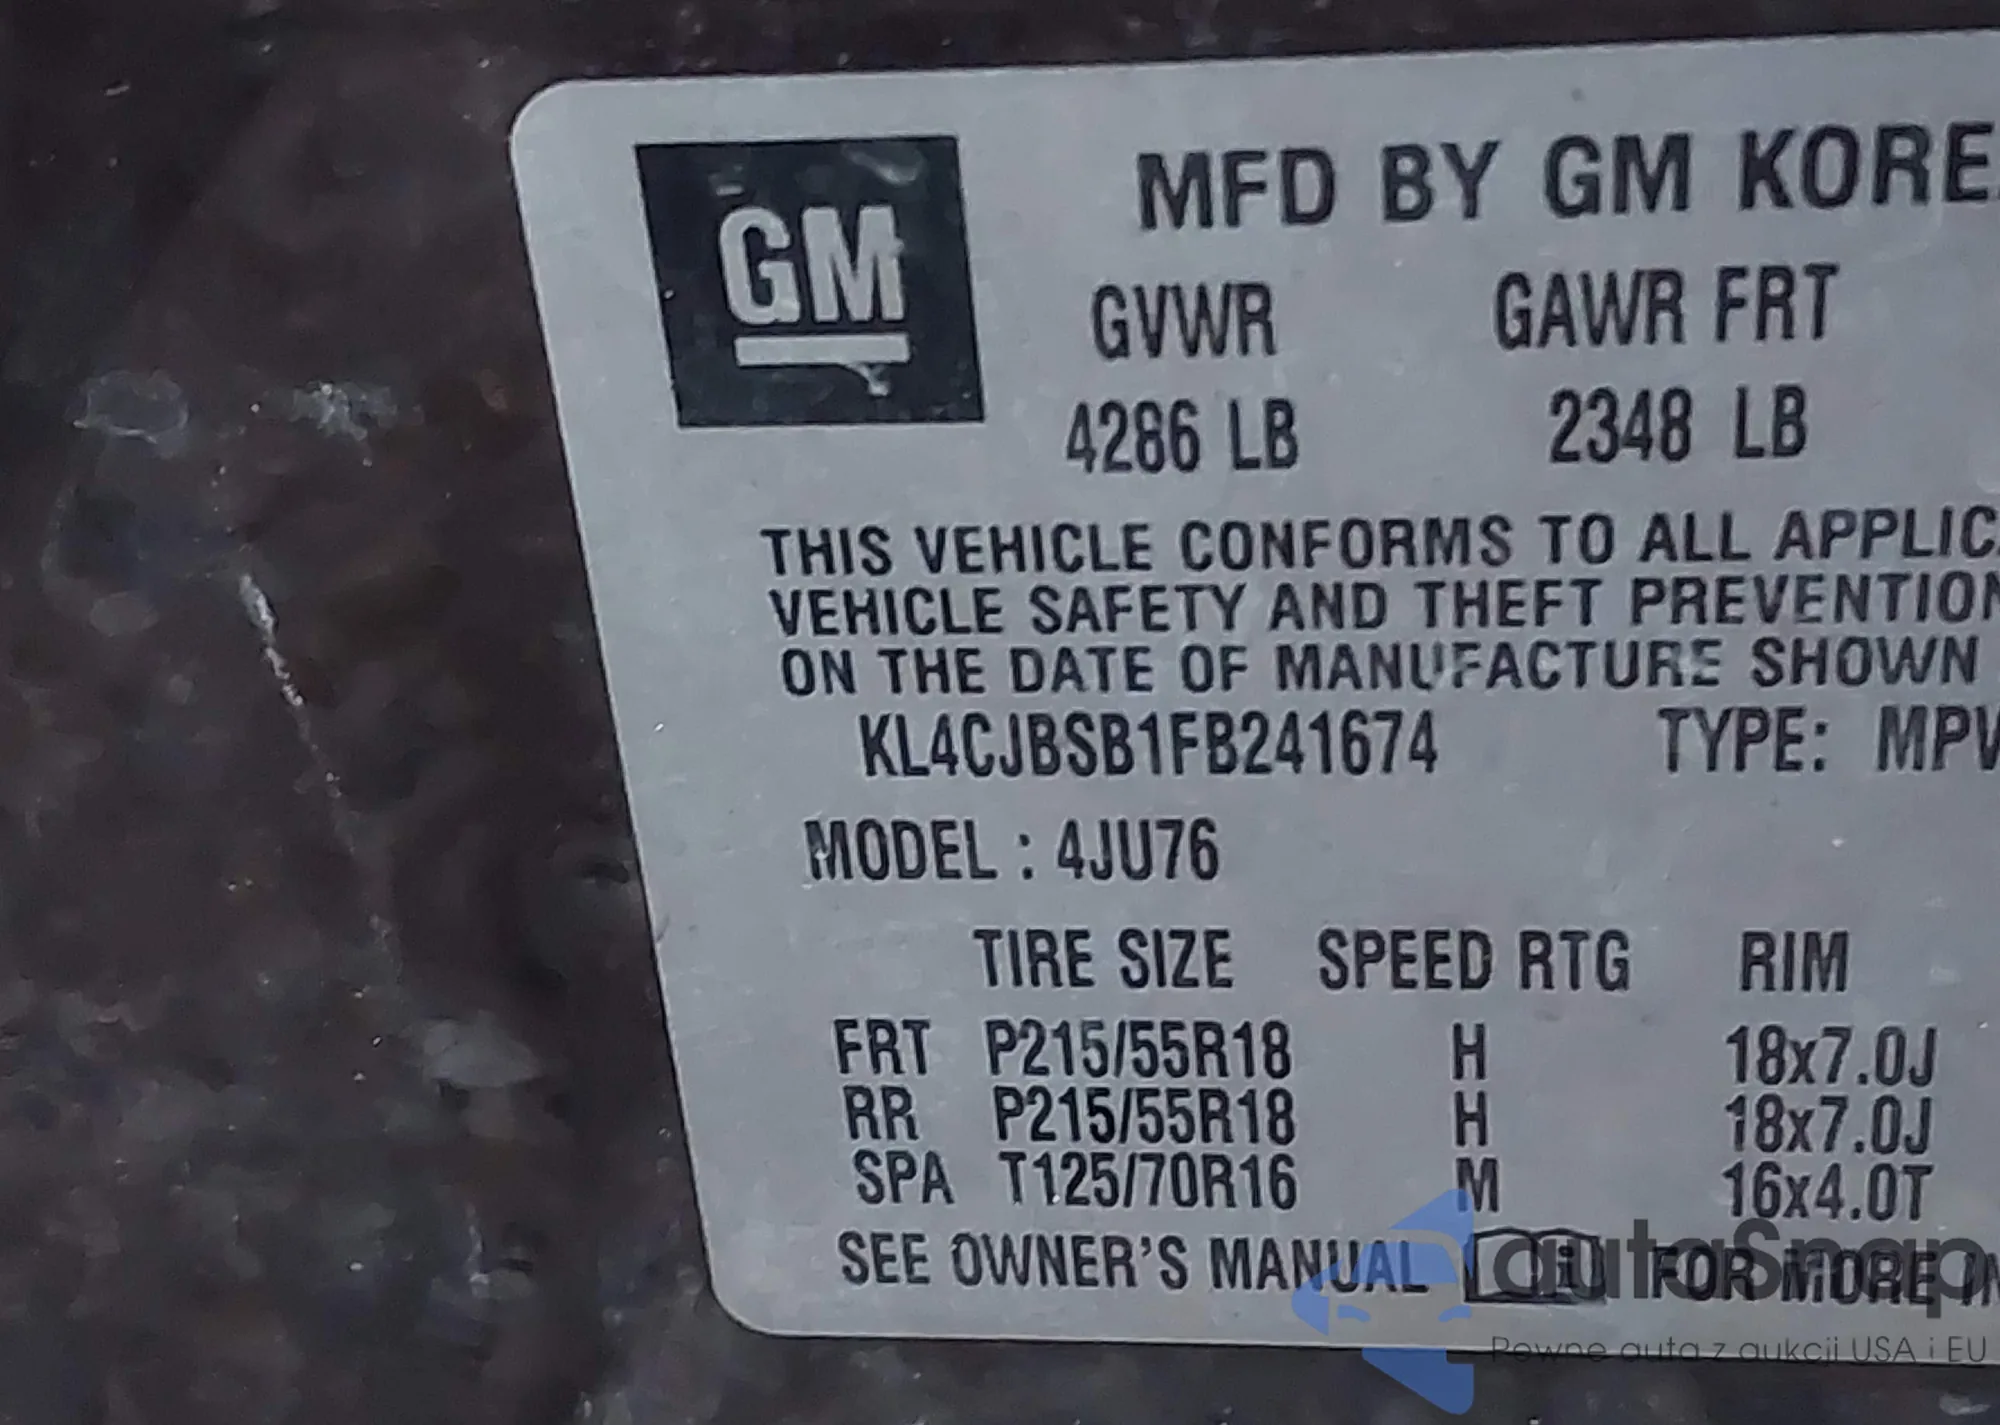 GM
MFD BY GM KORE
GVWR GAWR FRT
4286 LB 2348 LB
THIS VEHICLE CONFORMS TO ALL APPLIC
VEHICLE SAFETY AND THEFT PREVENTION
ON THE DATE OF MANUFACTURE SHOWN
KL4CJBSB1FB241674 TYPE: MPV
MODEL : 4JU76
TIRE SIZE SPEED RTG RIM
FRT P215/55R18 H 18x7.0J
RR P215/55R18 H 18x7.0J
SPA T125/70R16 M 16x4.0T
SEE OWNER'S MANUAL FOR MORE IN
autoSnap
Pewne auta z aukcji USA i EU